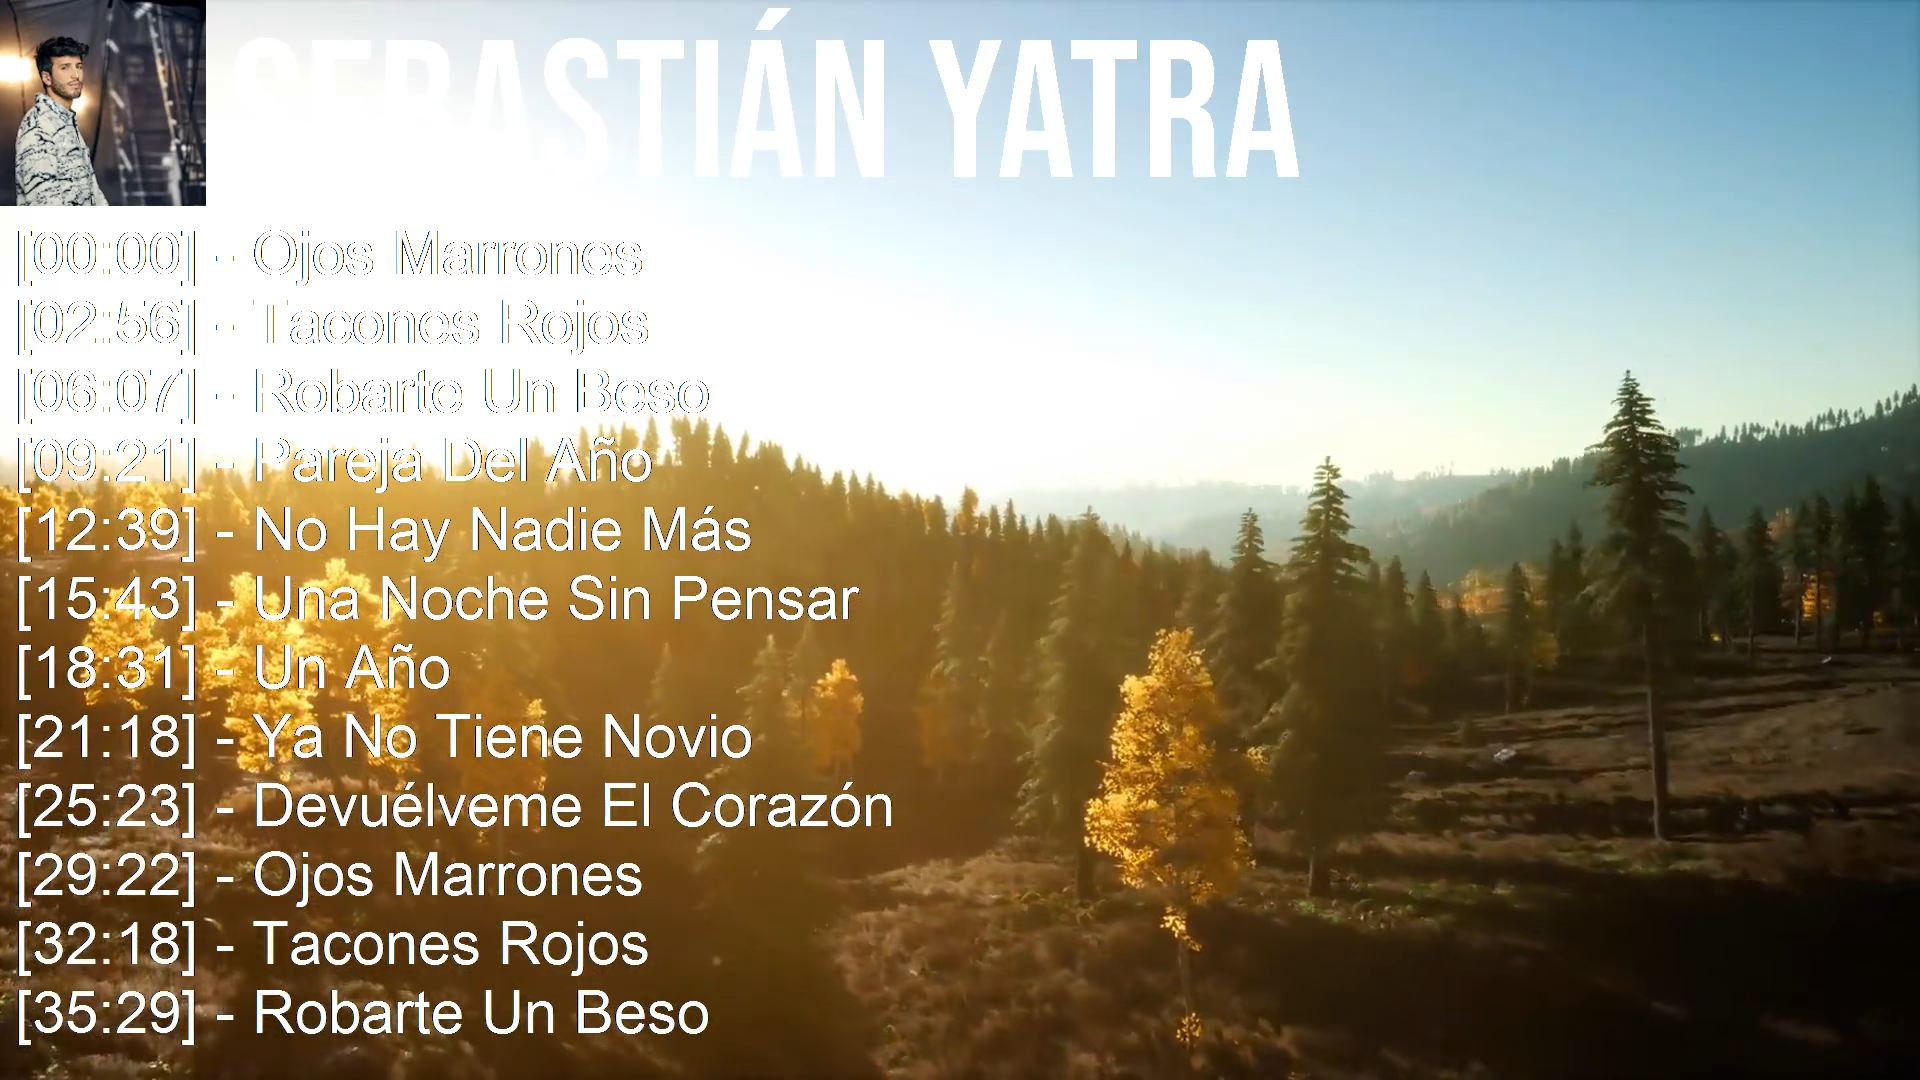 SEBASTIÁN YATRA
[00:00] - Ojos Marrones
[02:56] - Tacones Rojos
[06:07] - Robarte Un Beso
[09:21] - Pareja Del Año
[12:39] - No Hay Nadie Más
[15:43] - Una Noche Sin Pensar
[18:31] - Un Año
[21:18] - Ya No Tiene Novio
[25:23] - Devuélveme El Corazón
[29:22] - Ojos Marrones
[32:18] - Tacones Rojos
[35:29] - Robarte Un Beso